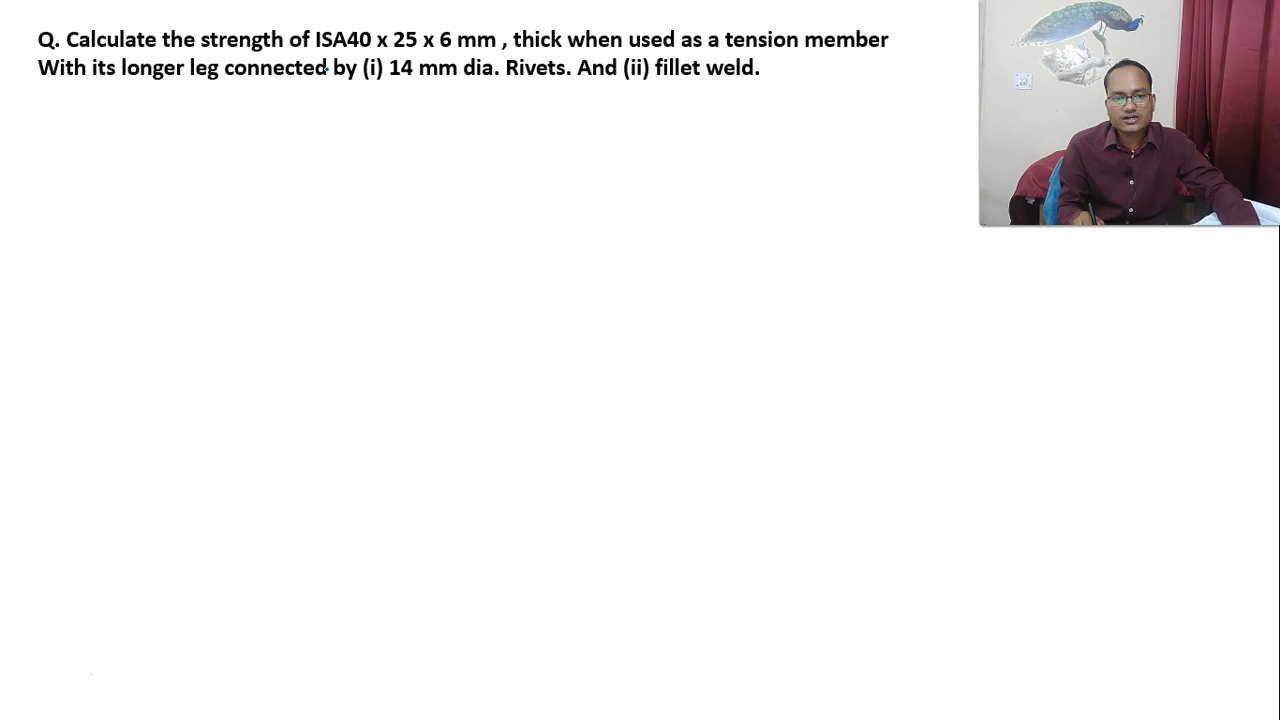 Q. Calculate the strength of ISA40 x 25 x 6 mm , thick when used as a tension member
With its longer leg connected by (i) 14 mm dia. Rivets. And (ii) fillet weld.